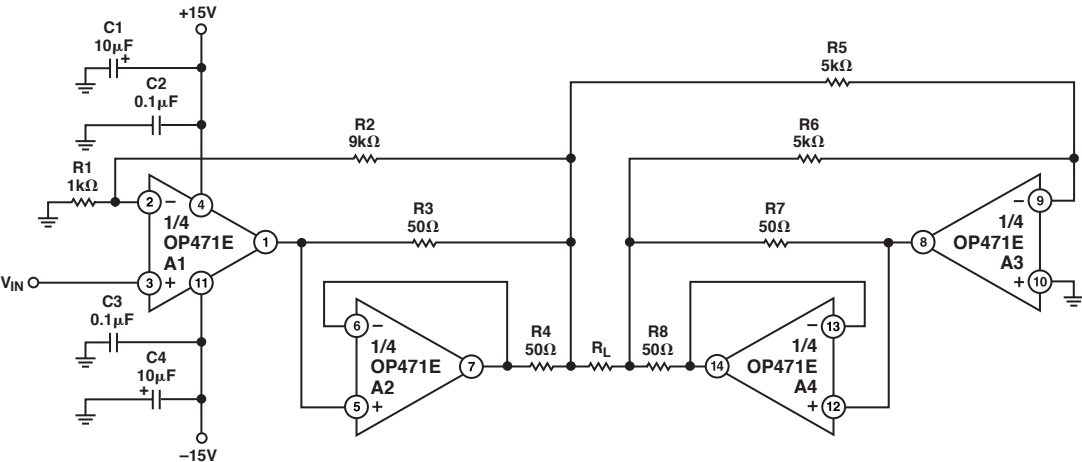 +15V
C1
10µF
+
C2
0.1µF
R1
1kΩ
R2
9kΩ
R5
5kΩ
R6
5kΩ
2
–
4
1/4
OP471E
A1
1
3
+
11
VIN
R3
50Ω
R7
50Ω
8
9
–
1/4
OP471E
A3
+
10
C3
0.1µF
C4
10µF
+
–15V
6
–
1/4
OP471E
A2
7
5
+
R4
50Ω
RL
R8
50Ω
14
–
13
1/4
OP471E
A4
+
12